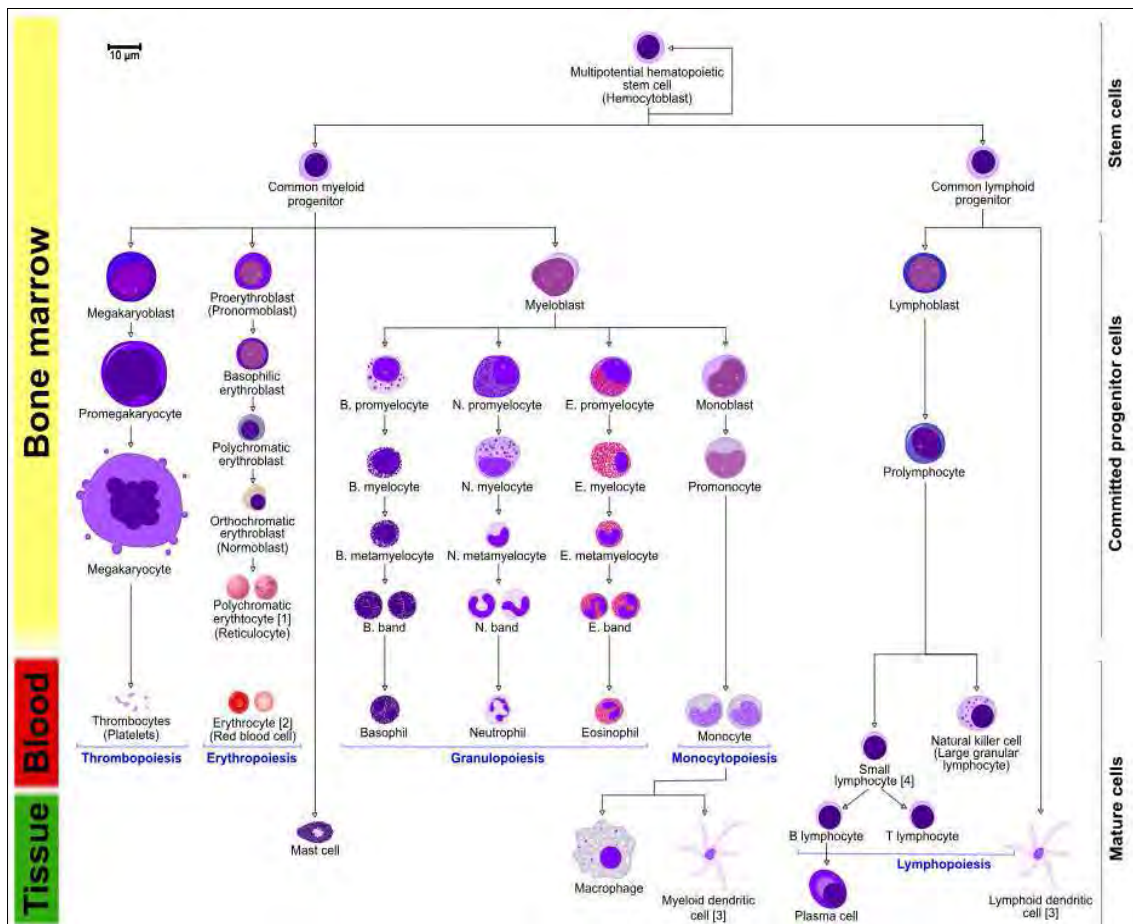 10 µm
Multipotential hematopoietic
stem cell
(Hemocytoblast)
Common myeloid
progenitor
Common lymphoid
progenitor
Megakaryoblast
Proerythroblast
(Pronormoblast)
Myeloblast
Lymphoblast
Promegakaryocyte
Basophilic
erythroblast
B. promyelocyte
N. promyelocyte
E. promyelocyte
Monoblast
Polychromatic
erythroblast
Prolymphocyte
B. myelocyte
N. myelocyte
E. myelocyte
Promonocyte
Orthochromatic
erythroblast
(Normoblast)
Megakaryocyte
B. metamyelocyte
N. metamyelocyte
E. metamyelocyte
Polychromatic
erythtocyte [1]
(Reticulocyte)
B. band
N. band
E. band
Thrombocytes
(Platelets)
Erythrocyte [2]
(Red blood cell)
Basophil
Neutrophil
Eosinophil
Monocyte
Natural killer cell
(Large granular
lymphocyte)
Thrombopoiesis
Erythropoiesis
Granulopoiesis
Monocytopoiesis
Small
lymphocyte [4]
B lymphocyte
T lymphocyte
Mast cell
Lymphopoiesis
Macrophage
Myeloid dendritic
cell [3]
Plasma cell
Lymphoid dendritic
cell [3]
Bone marrow
Blood
Tissue
Stem cells
Committed progenitor cells
Mature cells